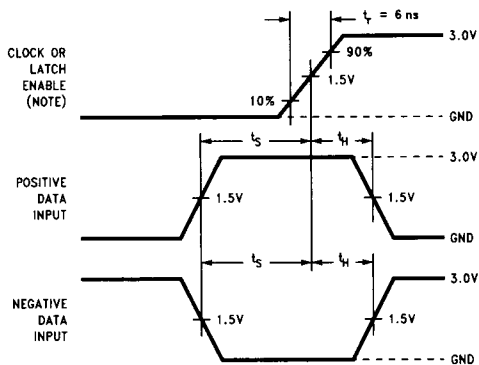 t_r = 6 ns
3.0V
CLOCK OR
LATCH
ENABLE
(NOTE)
90%
1.5V
10%
GND
t_S
t_H
3.0V
POSITIVE
DATA
INPUT
1.5V
1.5V
GND
t_S
t_H
3.0V
NEGATIVE
DATA
INPUT
1.5V
1.5V
GND